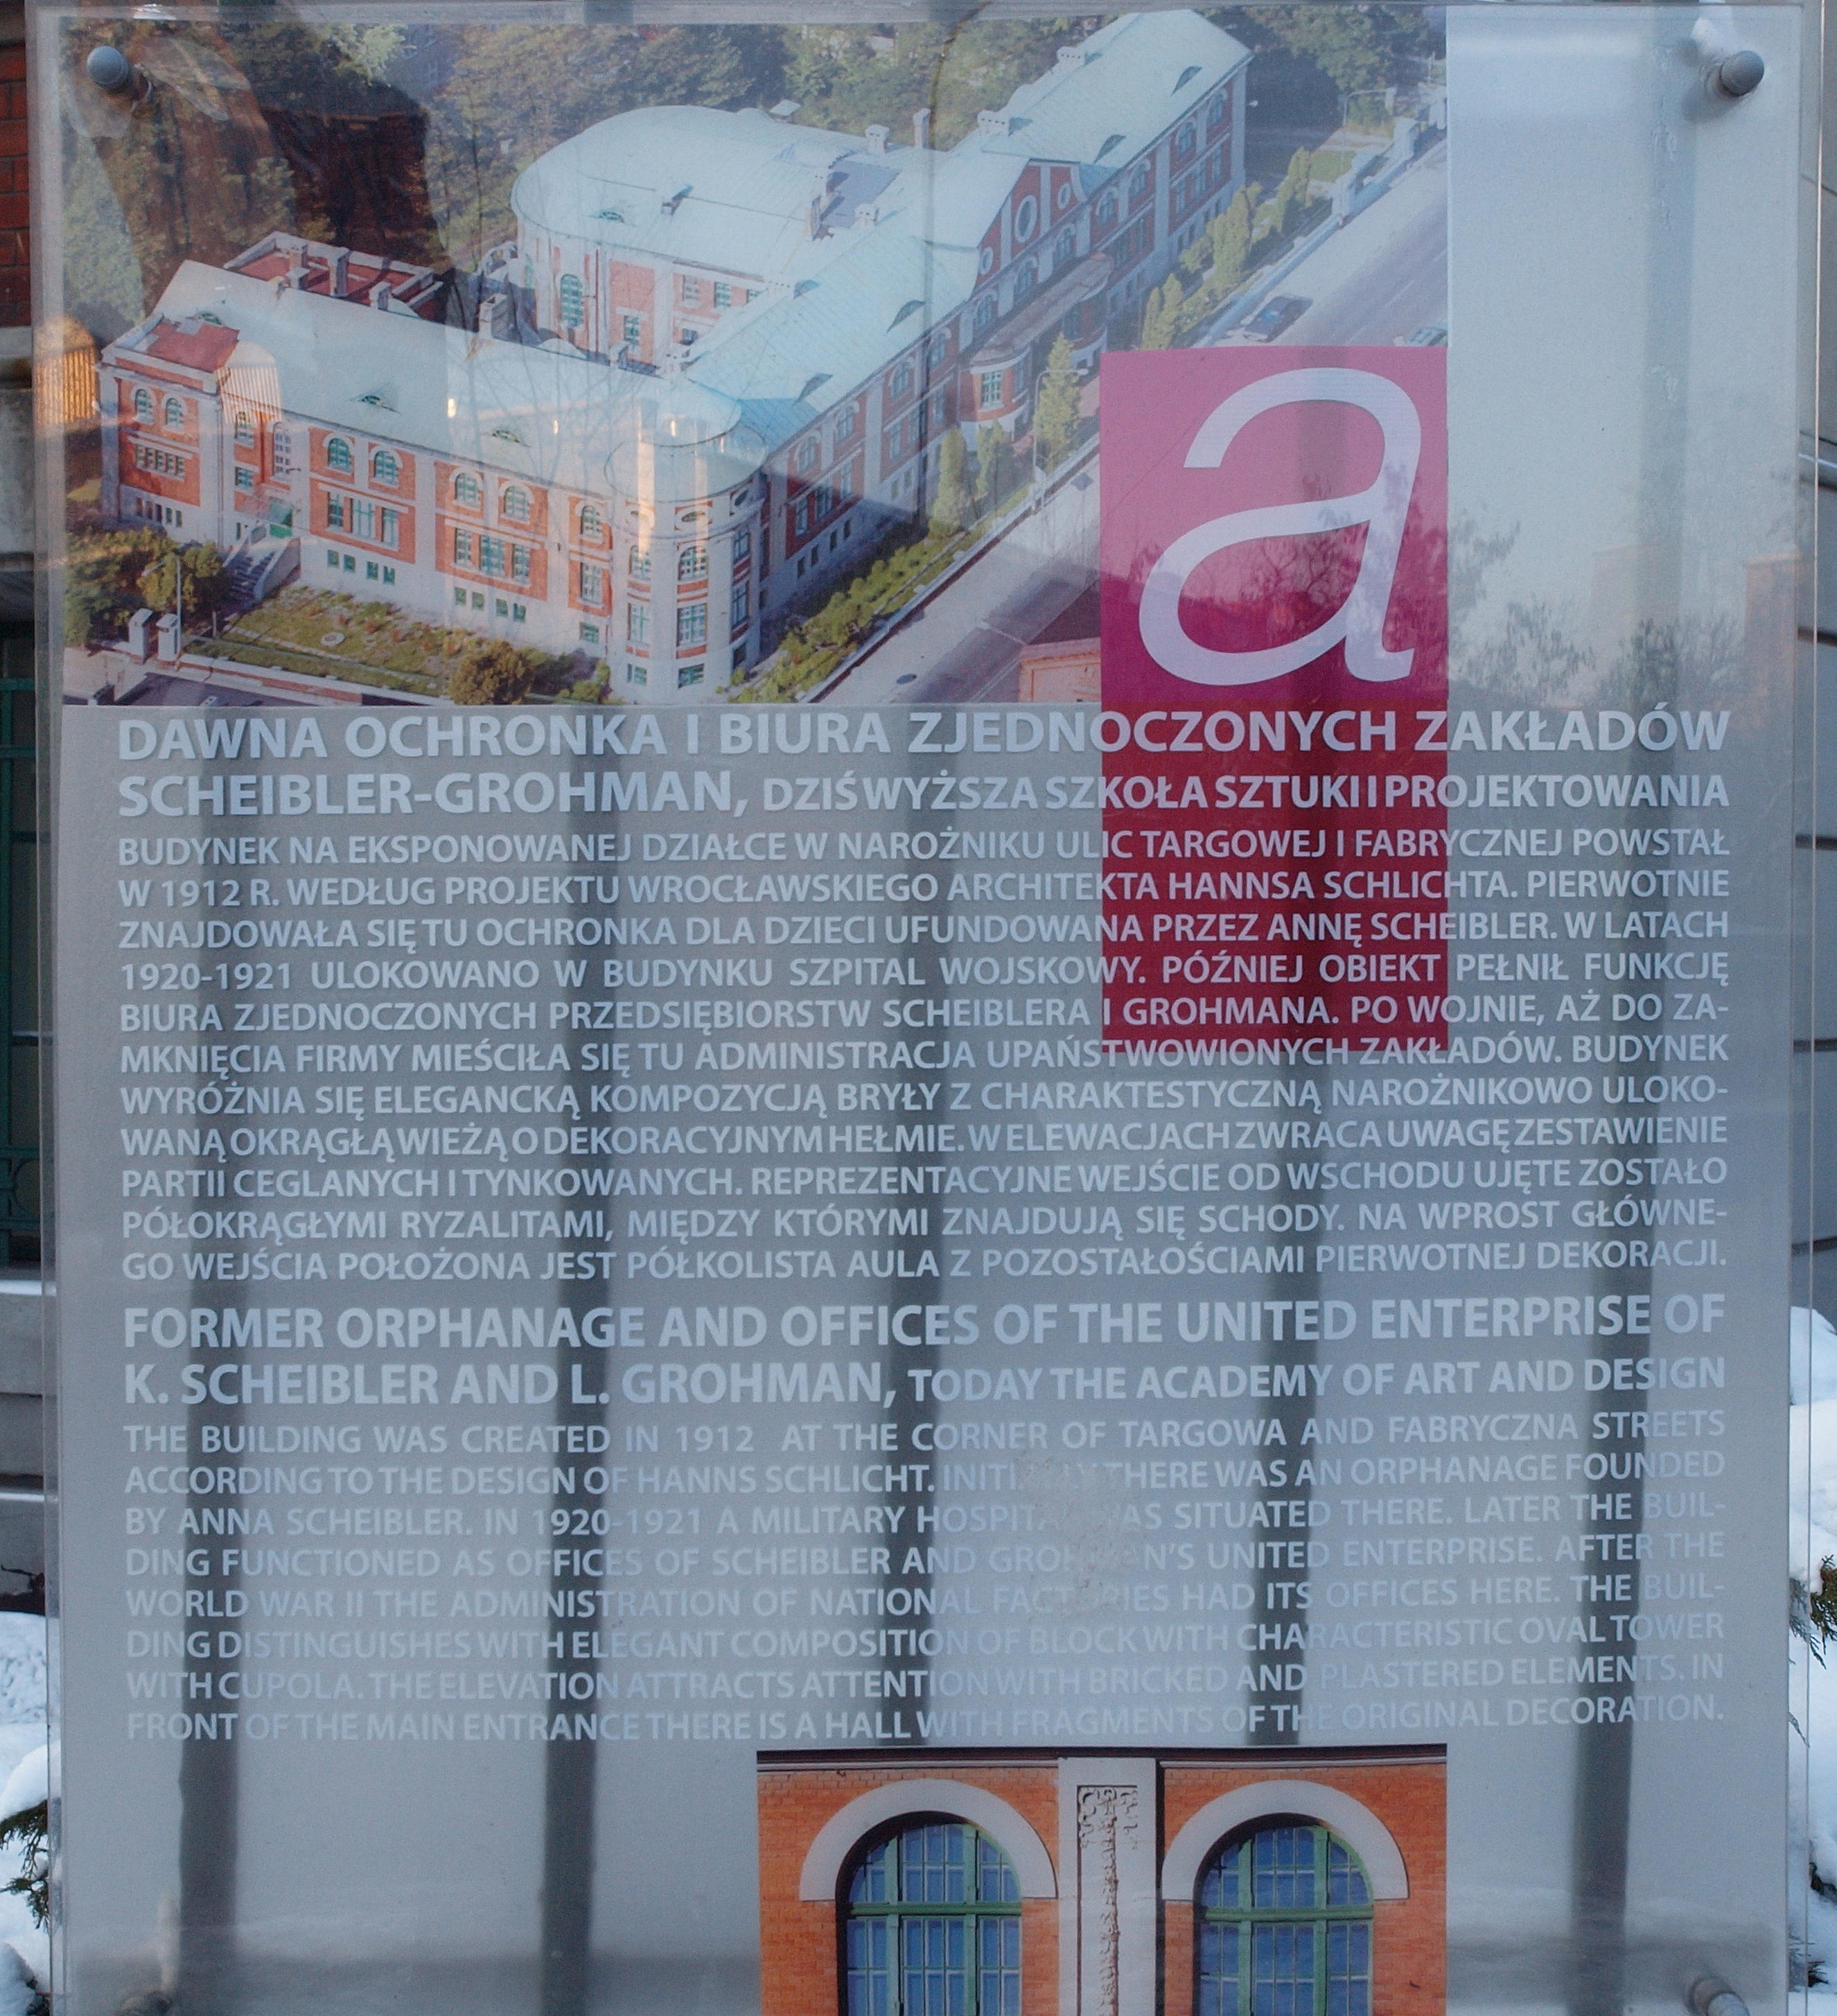 a
DAWNA OCHRONKA I BIURA ZJEDNOCZONYCH ZAKŁADÓW
SCHEIBLER-GROHMAN, DZIŚ WYŻSZA SZKOŁA SZTUKI I PROJEKTOWANIA
BUDYNEK NA EKSPONOWANEJ DZIAŁCE W NAROŻNIKU ULIC TARGOWEJ I FABRYCZNEJ POWSTAŁ
W 1912 R. WEDŁUG PROJEKTU WROCŁAWSKIEGO ARCHITEKTA HANNSA SCHLICHTA. PIERWOTNIE
ZNAJDOWAŁA SIĘ TU OCHRONKA DLA DZIECI UFUNDOWANA PRZEZ ANNĘ SCHEIBLER. W LATACH
1920-1921 ULOKOWANO W BUDYNKU SZPITAL WOJSKOWY. PÓŹNIEJ OBIEKT PEŁNIŁ FUNKCJĘ
BIURA ZJEDNOCZONYCH PRZEDSIĘBIORSTW SCHEIBLERA I GROHMANA. PO WOJNIE, AŻ DO ZA-
MKNIĘCIA FIRMY MIEŚCIŁA SIĘ TU ADMINISTRACJA UPAŃSTWOWIONYCH ZAKŁADÓW. BUDYNEK
WYRÓŻNIA SIĘ ELEGANCKĄ KOMPOZYCJĄ BRYŁY Z CHARAKTESTYCZNĄ NAROŻNIKOWO ULOKO-
WANĄ OKRĄGŁĄ WIEŻĄ O DEKORACYJNYM HEŁMIE. W ELEWACJACH ZWRACA UWAGĘ ZESTAWIENIE
PARTII CEGLANYCH I TYNKOWANYCH. REPREZENTACYJNE WEJŚCIE OD WSCHODU UJĘTE ZOSTAŁO
PÓŁOKRĄGŁYMI RYZALITAMI, MIĘDZY KTÓRYMI ZNAJDUJĄ SIĘ SCHODY. NA WPROST GŁÓWNE-
GO WEJŚCIA POŁOŻONA JEST PÓŁKOLISTA AULA Z POZOSTAŁOŚCIAMI PIERWOTNEJ DEKORACJI.
FORMER ORPHANAGE AND OFFICES OF THE UNITED ENTERPRISE OF
K. SCHEIBLER AND L. GROHMAN, TODAY THE ACADEMY OF ART AND DESIGN
THE BUILDING WAS CREATED IN 1912 AT THE CORNER OF TARGOWA AND FABRYCZNA STREETS
ACCORDING TO THE DESIGN OF HANNS SCHLICHT. INITIALLY THERE WAS AN ORPHANAGE FOUNDED
BY ANNA SCHEIBLER. IN 1920-1921 A MILITARY HOSPITAL WAS SITUATED THERE. LATER THE BUIL-
DING FUNCTIONED AS OFFICES OF SCHEIBLER AND GROHMAN'S UNITED ENTERPRISE. AFTER THE
WORLD WAR II THE ADMINISTRATION OF NATIONAL FACTORIES HAD ITS OFFICES HERE. THE BUIL-
DING DISTINGUISHES WITH ELEGANT COMPOSITION OF BLOCK WITH CHARACTERISTIC OVAL TOWER
WITH CUPOLA. THE ELEVATION ATTRACTS ATTENTION WITH BRICKED AND PLASTERED ELEMENTS. IN
FRONT OF THE MAIN ENTRANCE THERE IS A HALL WITH FRAGMENTS OF THE ORIGINAL DECORATION.